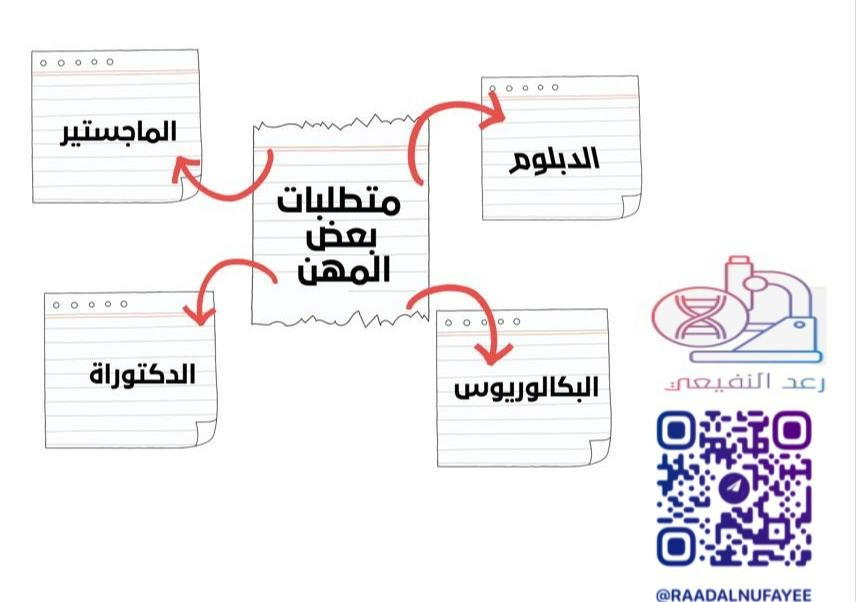 الماجستير
الدبلوم
متطلبات
بعض
المهن
الدكتوراة
البكالوريوس
رعد النفيعي
@RAADALNUFAYEE